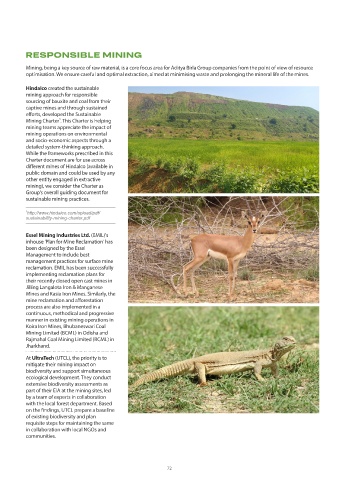 RESPONSIBLE MINING
Mining, being a key source of raw material, is a core focus area for Aditya Birla Group companies from the point of view of resource
optimisation. We ensure careful and optimal extraction, aimed at minimising waste and prolonging the mineral life of the mines.
Hindalco created the sustainable
mining approach for responsible
sourcing of bauxite and coal from their
captive mines and through sustained
efforts, developed the Sustainable
Mining Charter¹. This Charter is helping
mining teams appreciate the impact of
mining operations on environmental
and socio-economic aspects through a
detailed system-thinking approach.
While the frameworks prescribed in this
Charter document are for use across
different mines of Hindalco (available in
public domain and could be used by any
other entity engaged in extractive
mining), we consider the Charter as
Group's overall guiding document for
sustainable mining practices.
¹http://www.hindalco.com/upload/pdf/
sustainability-mining-charter.pdf
Essel Mining Industries Ltd. (EMIL)'s
inhouse 'Plan for Mine Reclamation' has
been designed by the Essel
Management to include best
management practices for surface mine
reclamation. EMIL has been successfully
implementing reclamation plans for
their recently closed open cast mines in
Jilling Langalota Iron & Manganese
Mines and Kasia Iron Mines. Similarly, the
mine reclamation and afforestation
process are also implemented in a
continuous, methodical and progressive
manner in existing mining operations in
Koira Iron Mines, Bhubaneswari Coal
Mining Limited (BCML) in Odisha and
Rajmahal Coal Mining Limited (RCML) in
Jharkhand.
At UltraTech (UTCL), the priority is to
mitigate their mining impact on
biodiversity and support simultaneous
ecological development. They conduct
extensive biodiversity assessments as
part of their EIA at the mining sites, led
by a team of experts in collaboration
with the local forest department. Based
on the findings, UTCL prepare a baseline
of existing biodiversity and plan
requisite steps for maintaining the same
in collaboration with local NGOs and
communities.
72